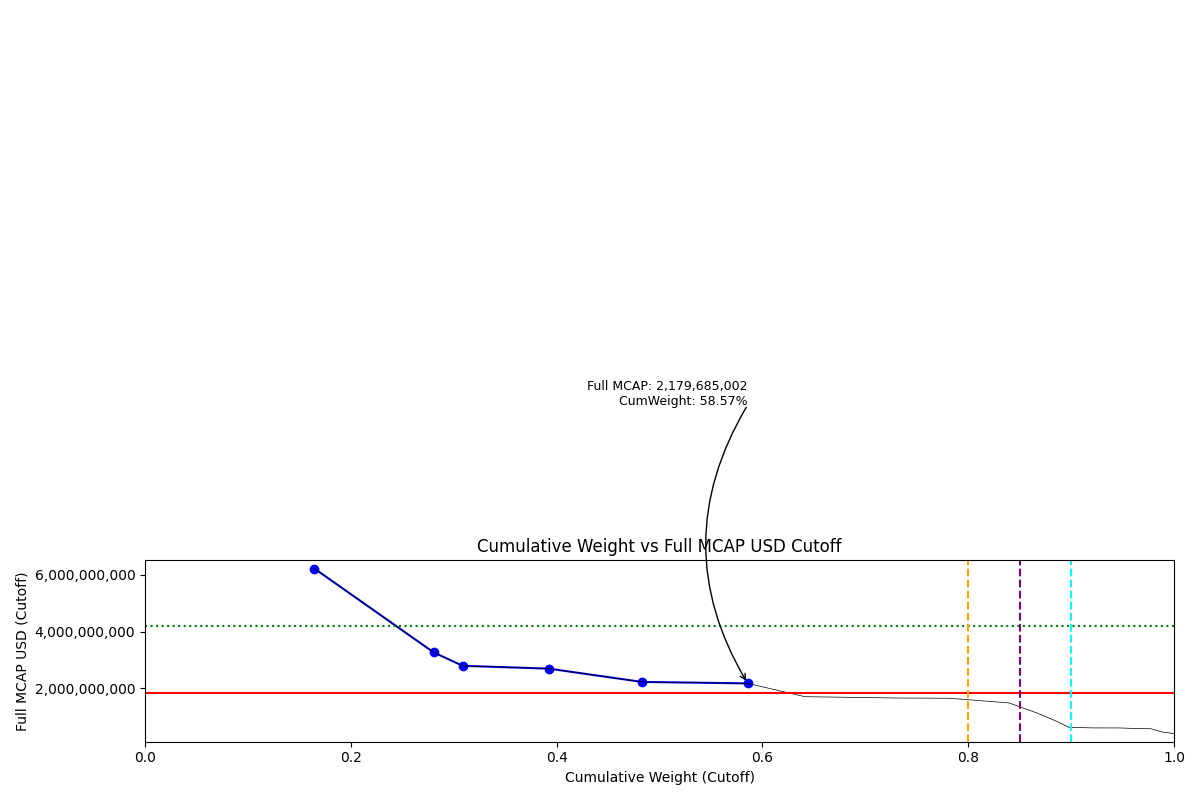 Full MCAP: 2,179,685,002
CumWeight: 58.57%
Cumulative Weight vs Full MCAP USD Cutoff
Full MCAP USD (Cutoff)
6,000,000,000
4,000,000,000
2,000,000,000
0.0 0.2 0.4 0.6 0.8 1.0
Cumulative Weight (Cutoff)